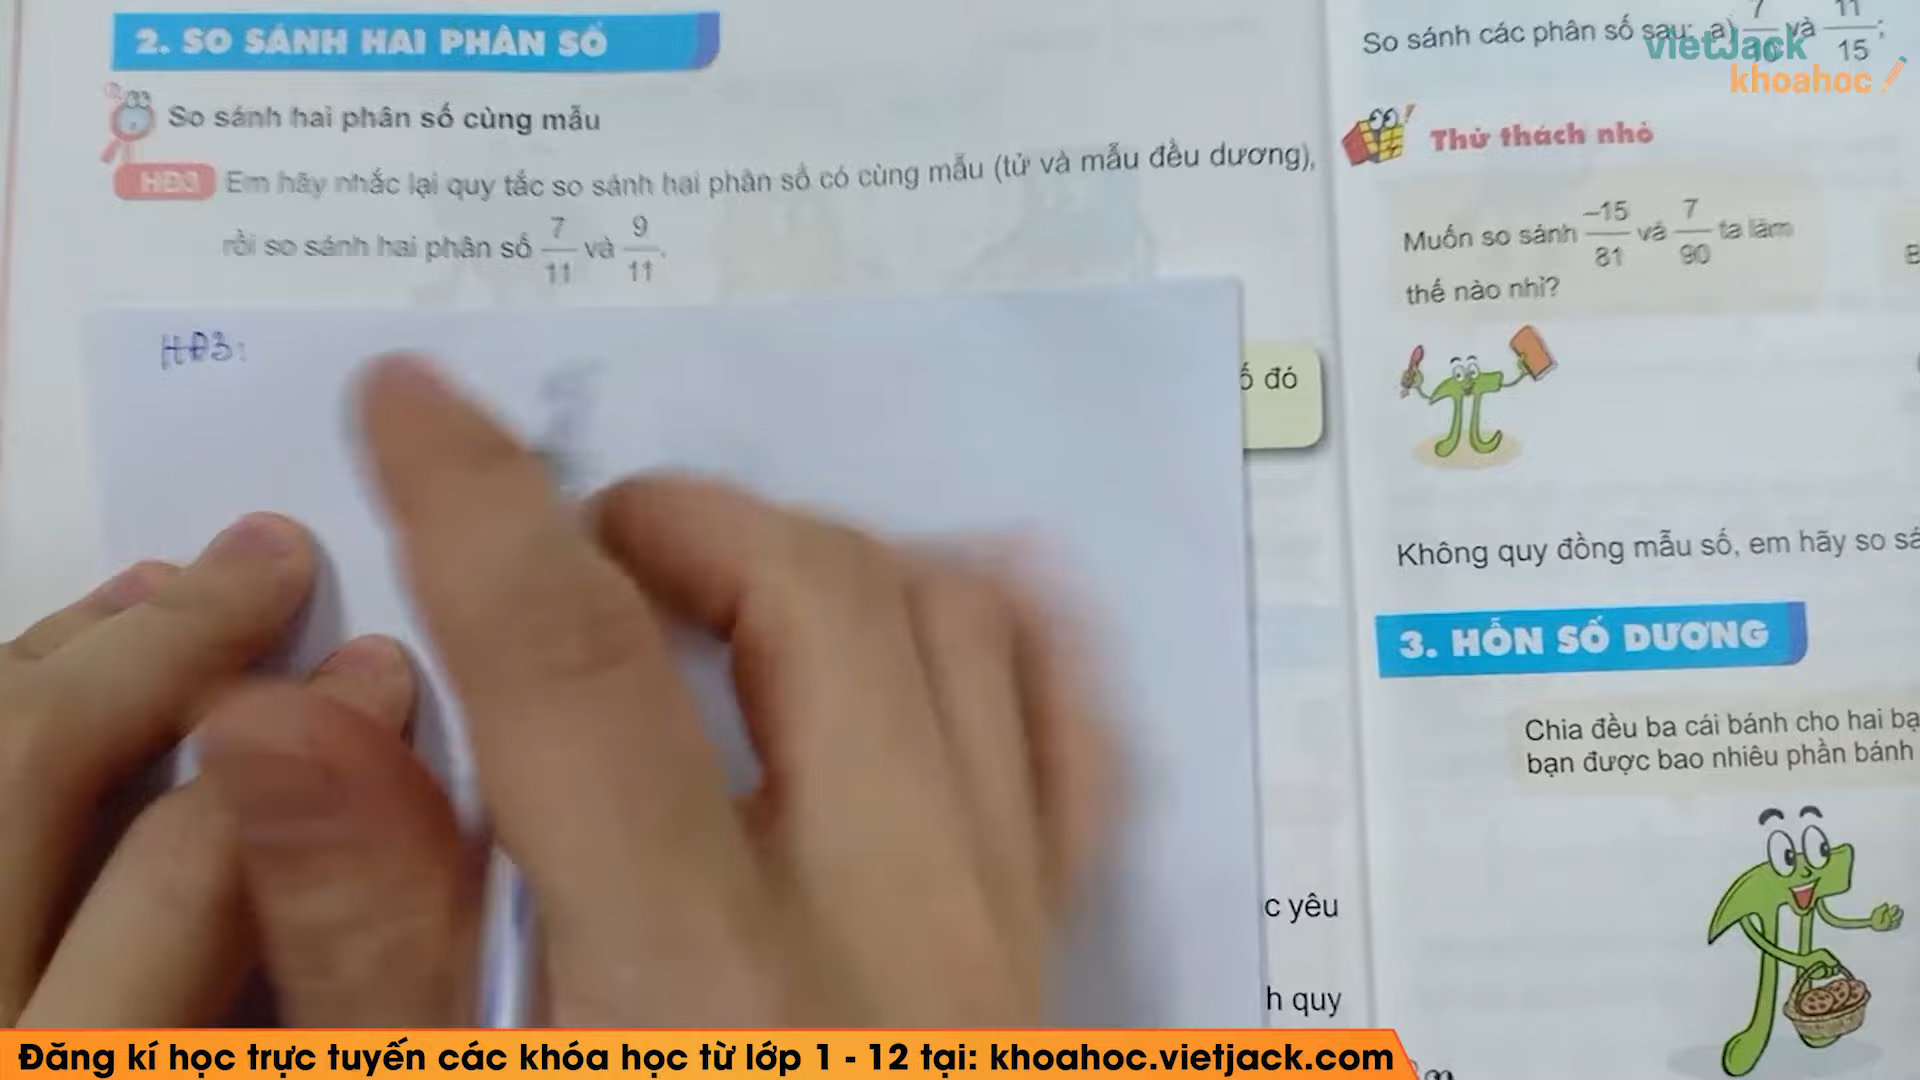 2. SO SÁNH HAI PHÂN SỐ
So sánh hai phân số cùng mẫu
HĐ3 Em hãy nhắc lại quy tắc so sánh hai phân số có cùng mẫu (tử và mẫu đều dương),
rồi so sánh hai phân số 7/11 và 9/11.
HĐ3:
ố đó
c yêu
h quy
So sánh các phân số sau: a) 7/10 và 11/15;
vietJack
khoahoc
Thử thách nhỏ
Muốn so sánh -15/81 và 7/90 ta làm
thế nào nhỉ?
Không quy đồng mẫu số, em hãy so sá
3. HỖN SỐ DƯƠNG
Chia đều ba cái bánh cho hai bạ
bạn được bao nhiêu phần bánh
Đăng kí học trực tuyến các khóa học từ lớp 1 - 12 tại: khoahoc.vietjack.com